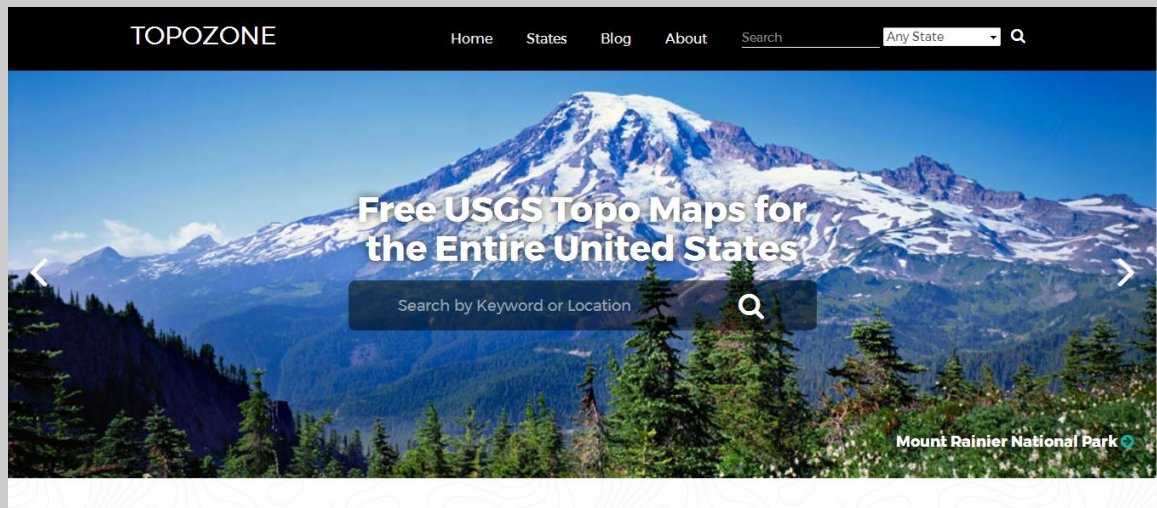 TOPOZONE
Home States Blog About Search Any State
Free USGS Topo Maps for
the Entire United States
Search by Keyword or Location
Mount Rainier National Park